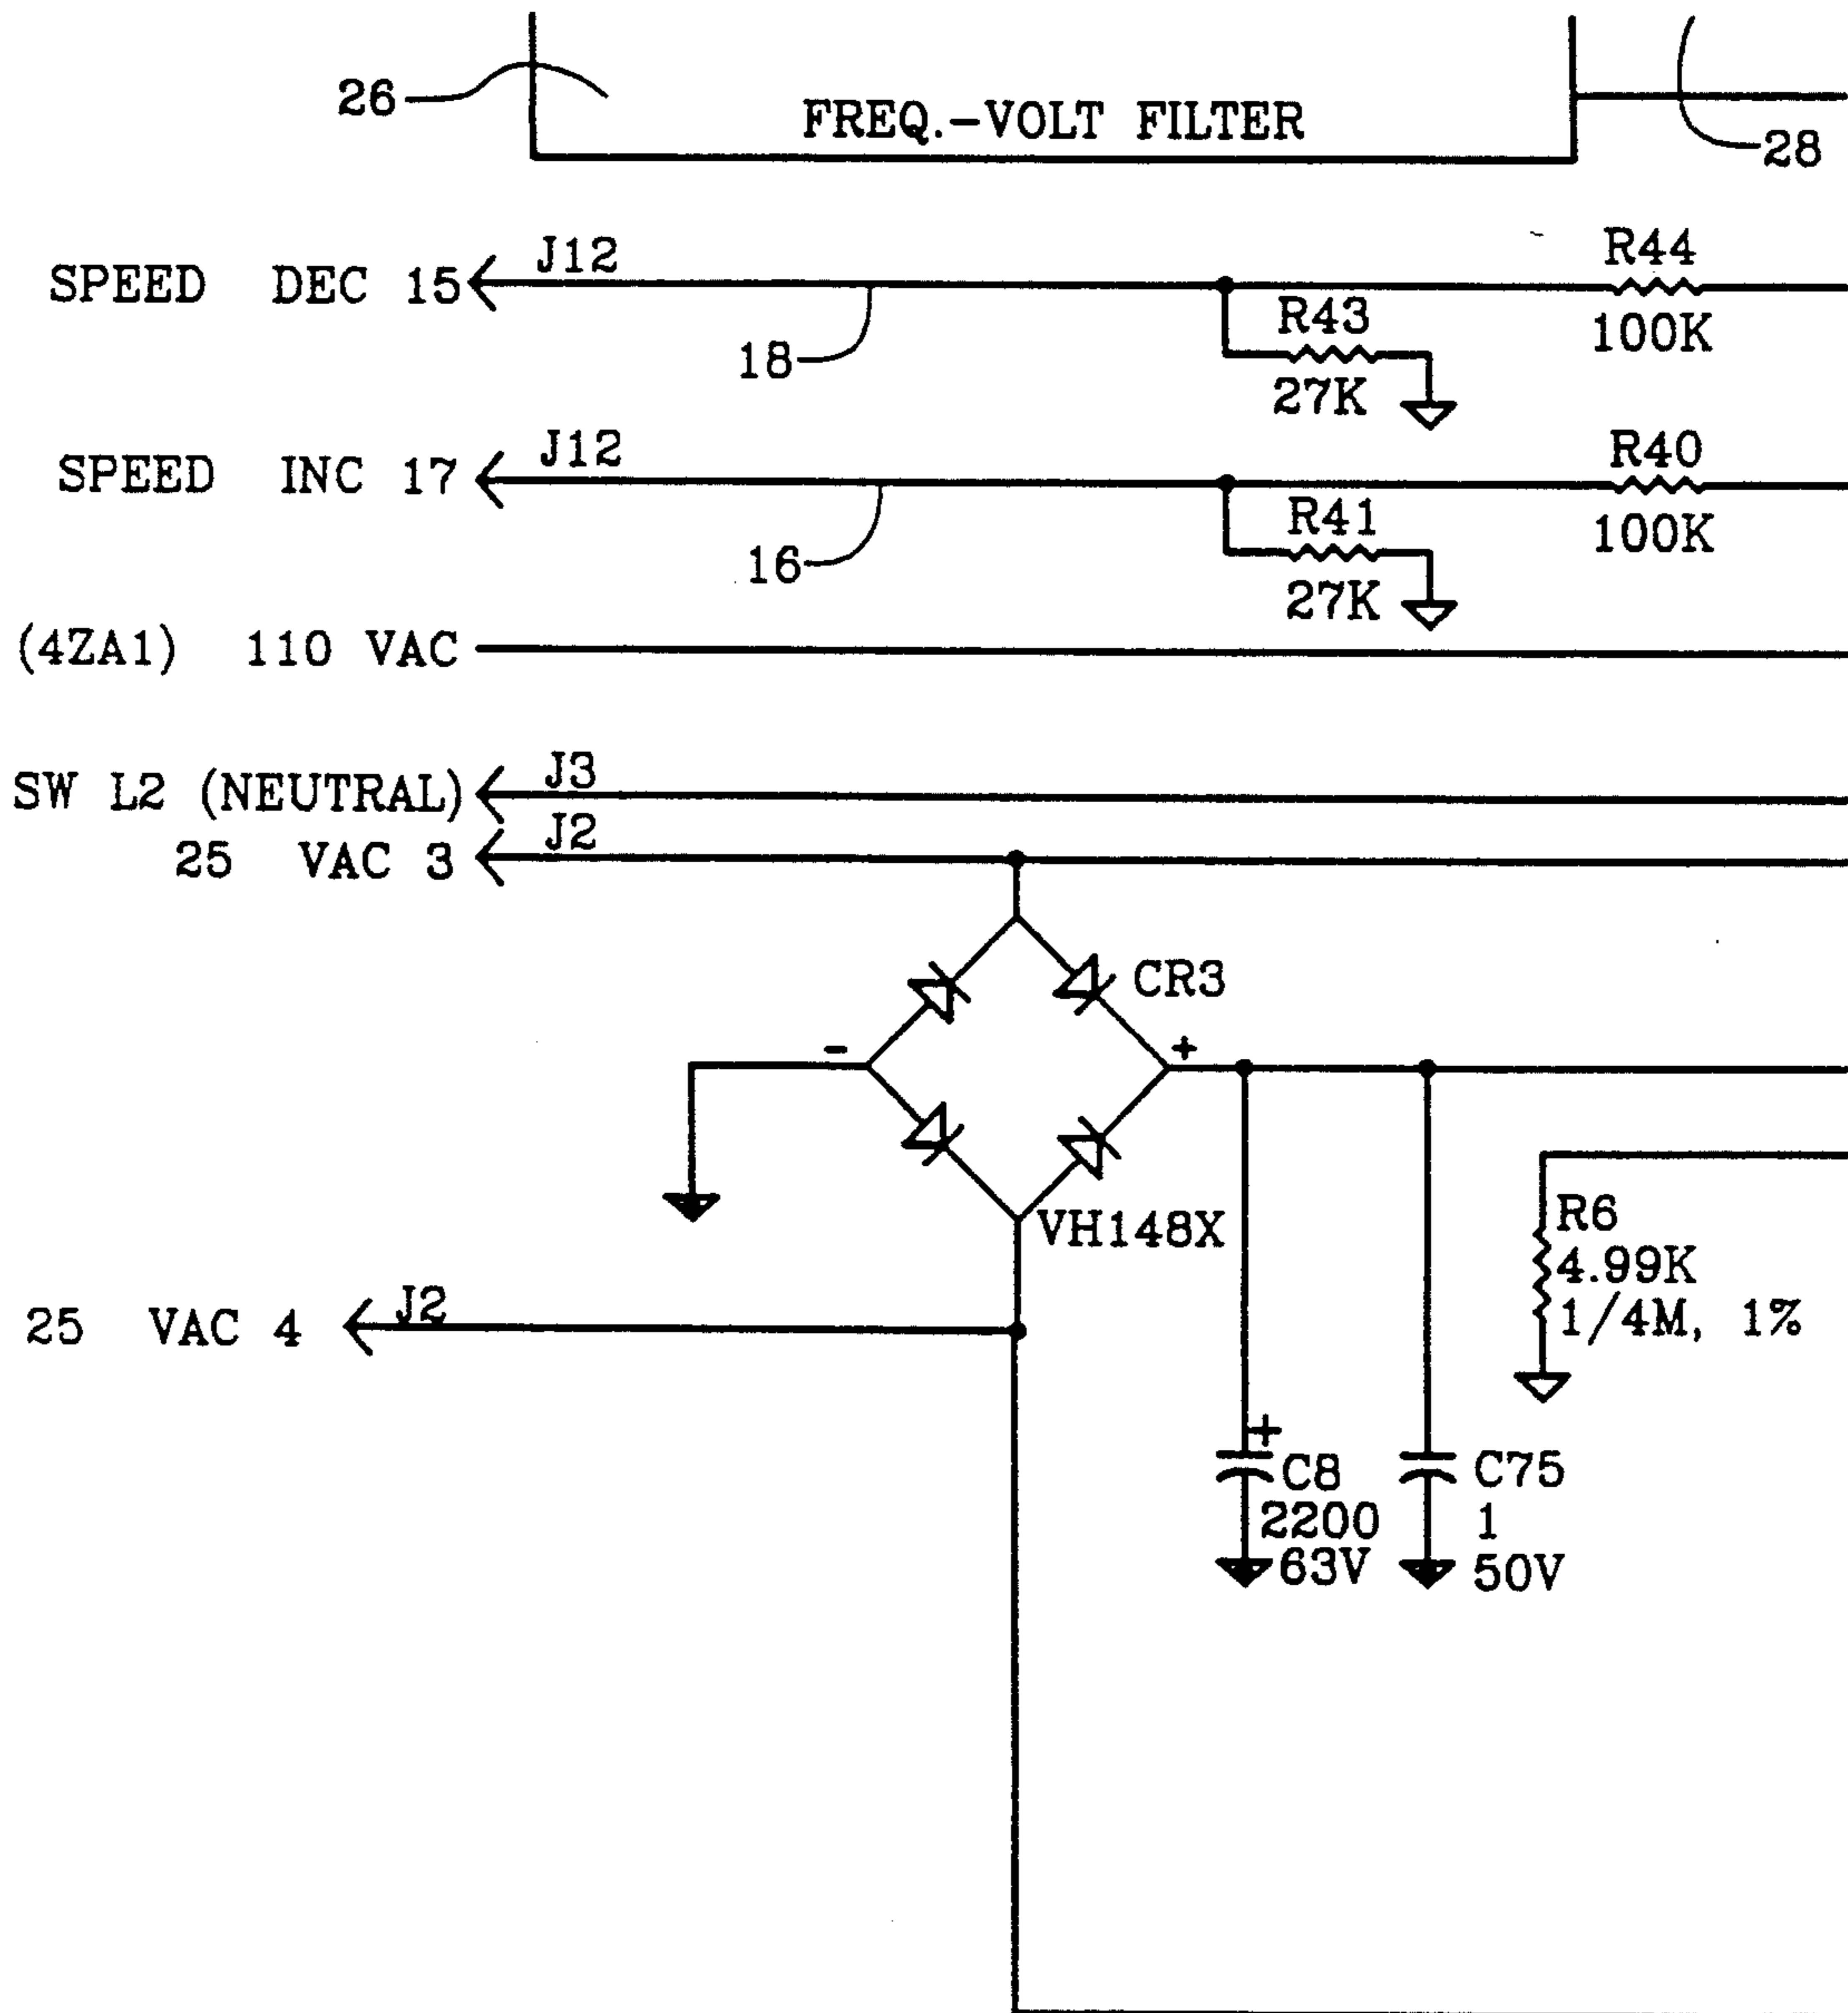 26
FREQ.-VOLT FILTER
28
SPEED DEC 15
J12
R44
100K
18
R43
27K
SPEED INC 17
J12
R40
100K
16
R41
27K
(4ZA1) 110 VAC
SW L2 (NEUTRAL)
J3
25 VAC 3
J2
CR3
-
+
VH148X
R6
4.99K
1/4M, 1%
25 VAC 4
J2
+
C8
2200
63V
C75
1
50V